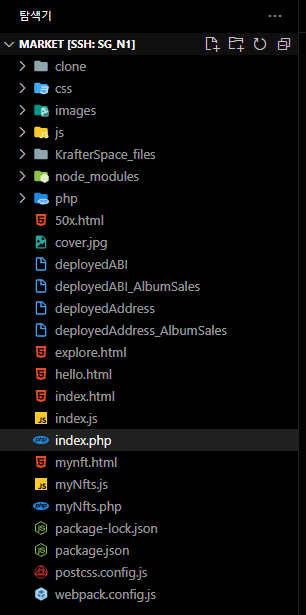 탐색기
MARKET [SSH: SG_N1]
clone
css
images
js
KrafterSpace_files
node_modules
php
50x.html
cover.jpg
deployedABI
deployedABI_AlbumSales
deployedAddress
deployedAddress_AlbumSales
explore.html
hello.html
index.html
index.js
index.php
mynft.html
myNfts.js
myNfts.php
package-lock.json
package.json
postcss.config.js
webpack.config.js